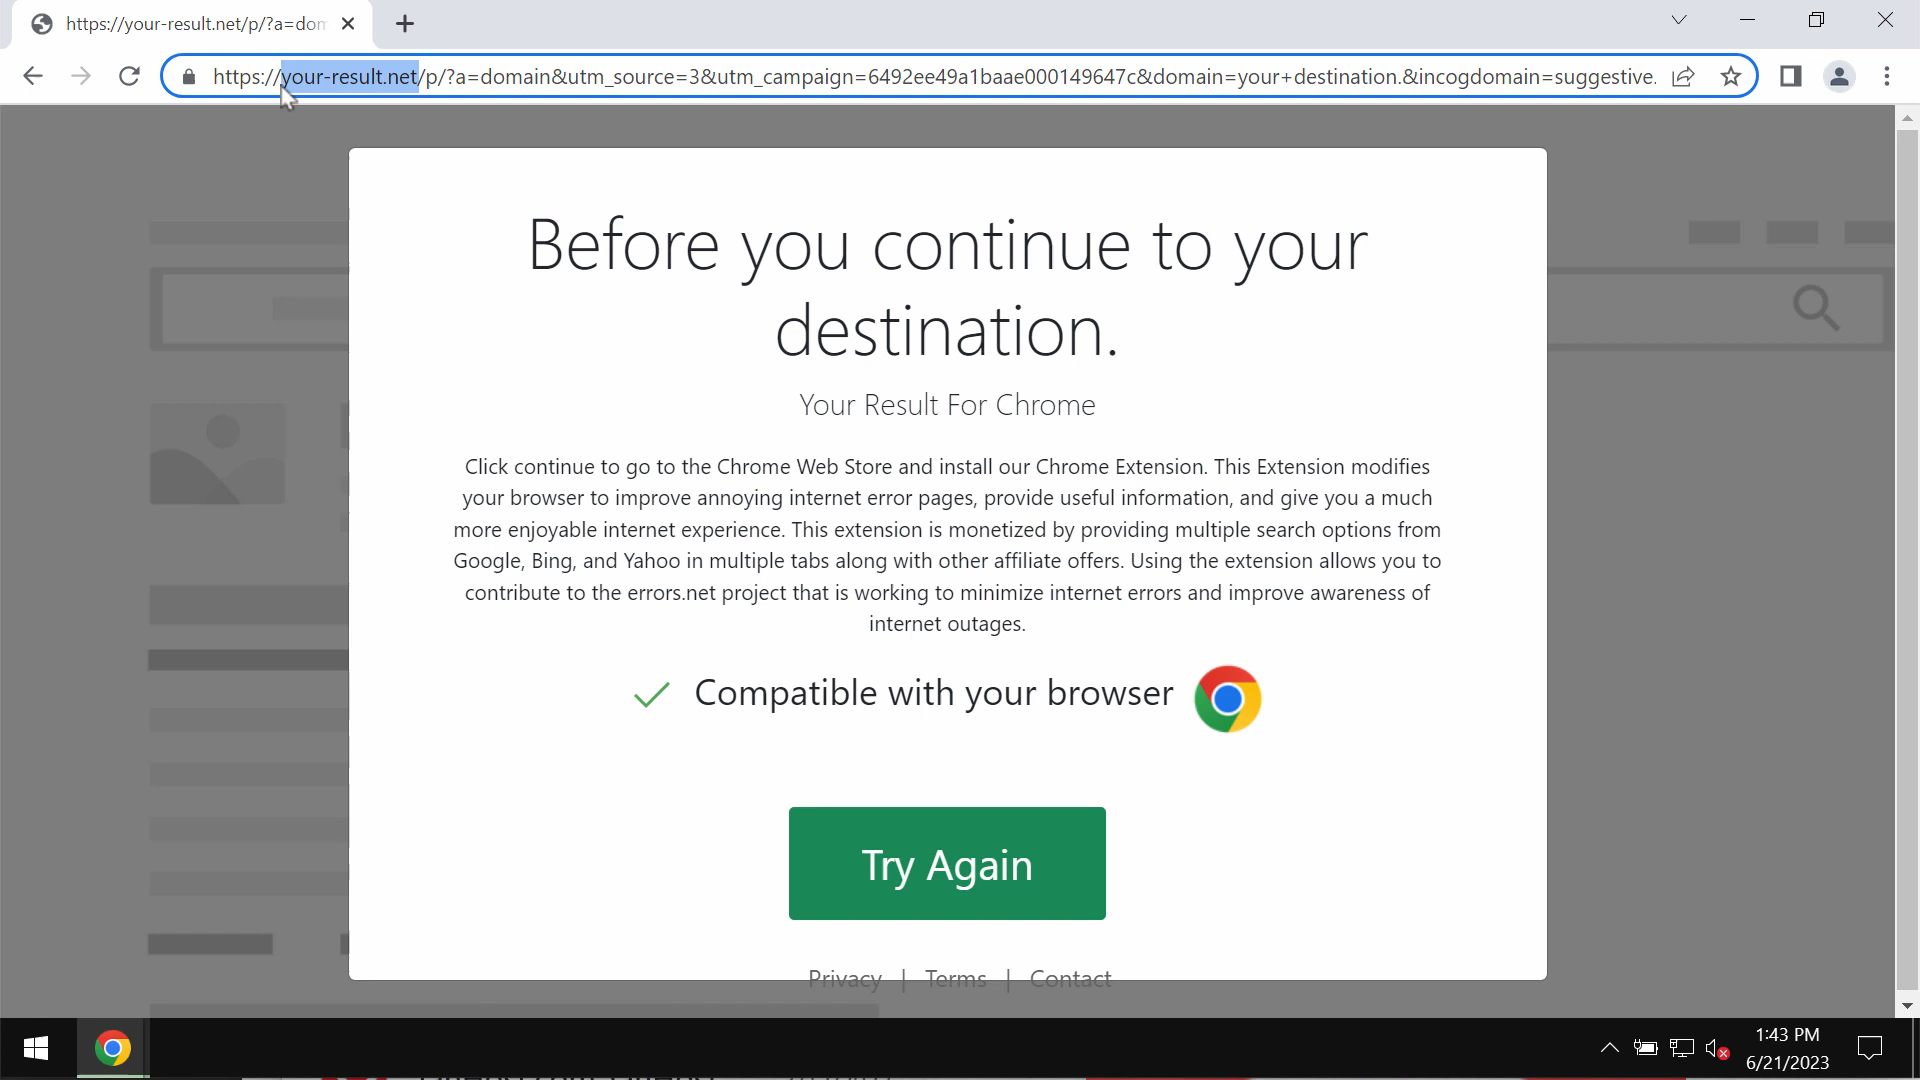 https://your-result.net/p/?a=dom
https://your-result.net/p/?a=domain&utm_source=3&utm_campaign=6492ee49a1baae000149647c&domain=your+destination.&incogdomain=suggestive.
Before you continue to your
destination.
Your Result For Chrome
Click continue to go to the Chrome Web Store and install our Chrome Extension. This Extension modifies
your browser to improve annoying internet error pages, provide useful information, and give you a much
more enjoyable internet experience. This extension is monetized by providing multiple search options from
Google, Bing, and Yahoo in multiple tabs along with other affiliate offers. Using the extension allows you to
contribute to the errors.net project that is working to minimize internet errors and improve awareness of
internet outages.
Compatible with your browser
Try Again
Privacy | Terms | Contact
1:43 PM
6/21/2023